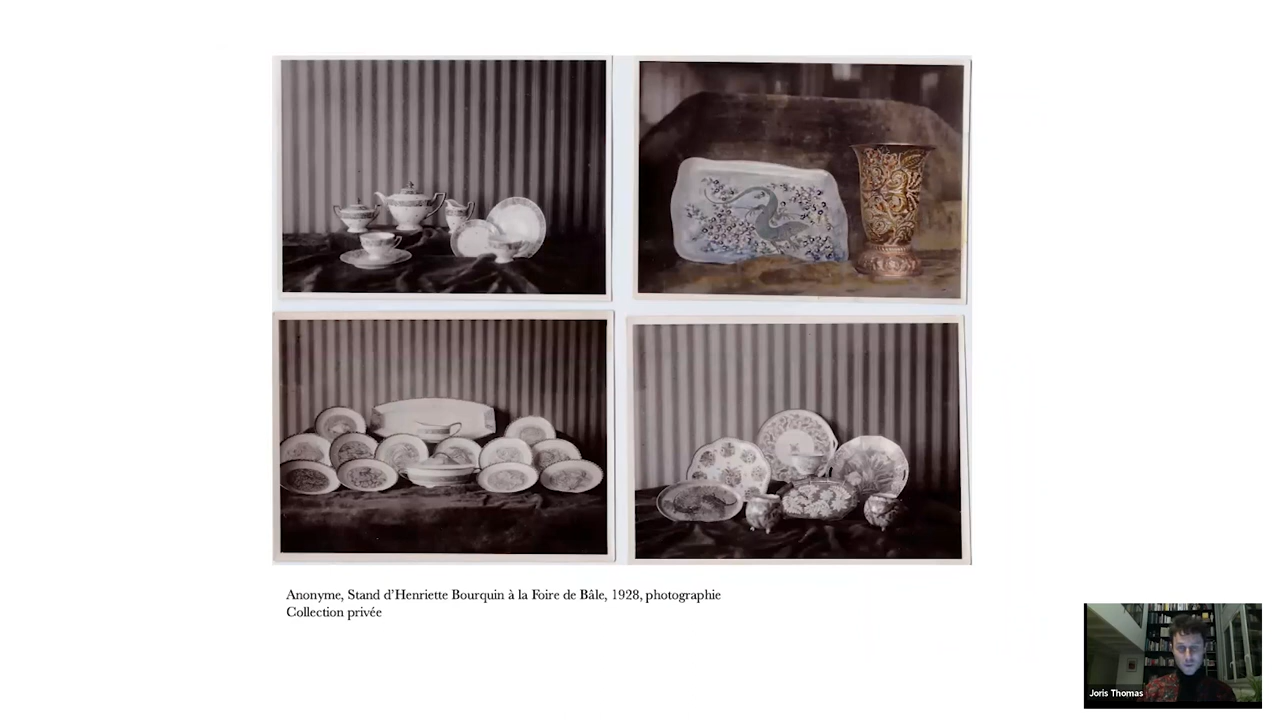 Anonyme, Stand d'Henriette Bourquin à la Foire de Bâle, 1928, photographie
Collection privée
Joris Thomas